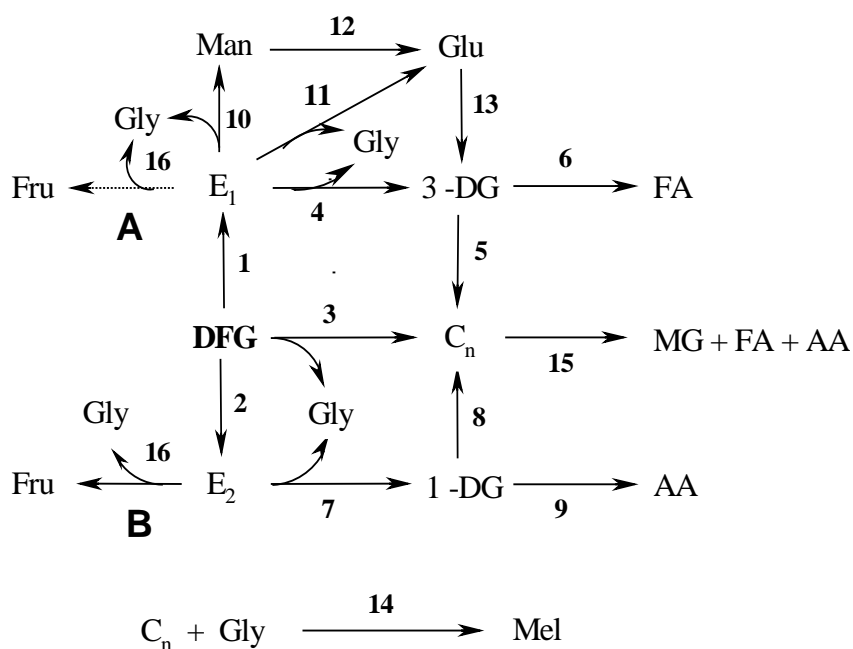 12
Man Glu
11
Gly 10 Gly 13
16 6
Fru E1 3 -DG FA
A 4
1 5
3
DFG Cn MG + FA + AA
15
2
Gly Gly 8
16
Fru E2 1 -DG AA
B 7 9
14
Cn + Gly Mel